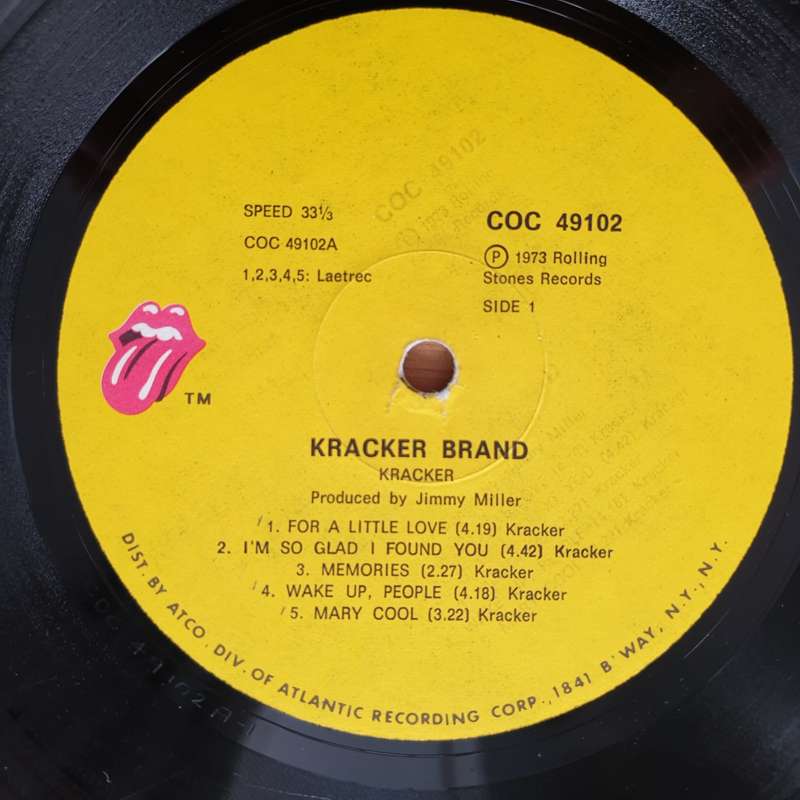 SPEED 33⅓
COC 49102A
1,2,3,4,5: Laetrec
COC 49102
Ⓟ 1973 Rolling
Stones Records
SIDE 1
TM
KRACKER BRAND
KRACKER
Produced by Jimmy Miller
1. FOR A LITTLE LOVE (4.19) Kracker
2. I'M SO GLAD I FOUND YOU (4.42) Kracker
3. MEMORIES (2.27) Kracker
4. WAKE UP, PEOPLE (4.18) Kracker
5. MARY COOL (3.22) Kracker
DIST. BY ATCO. DIV. OF ATLANTIC RECORDING CORP., 1841 B'WAY, N.Y., N.Y.
COC 49102